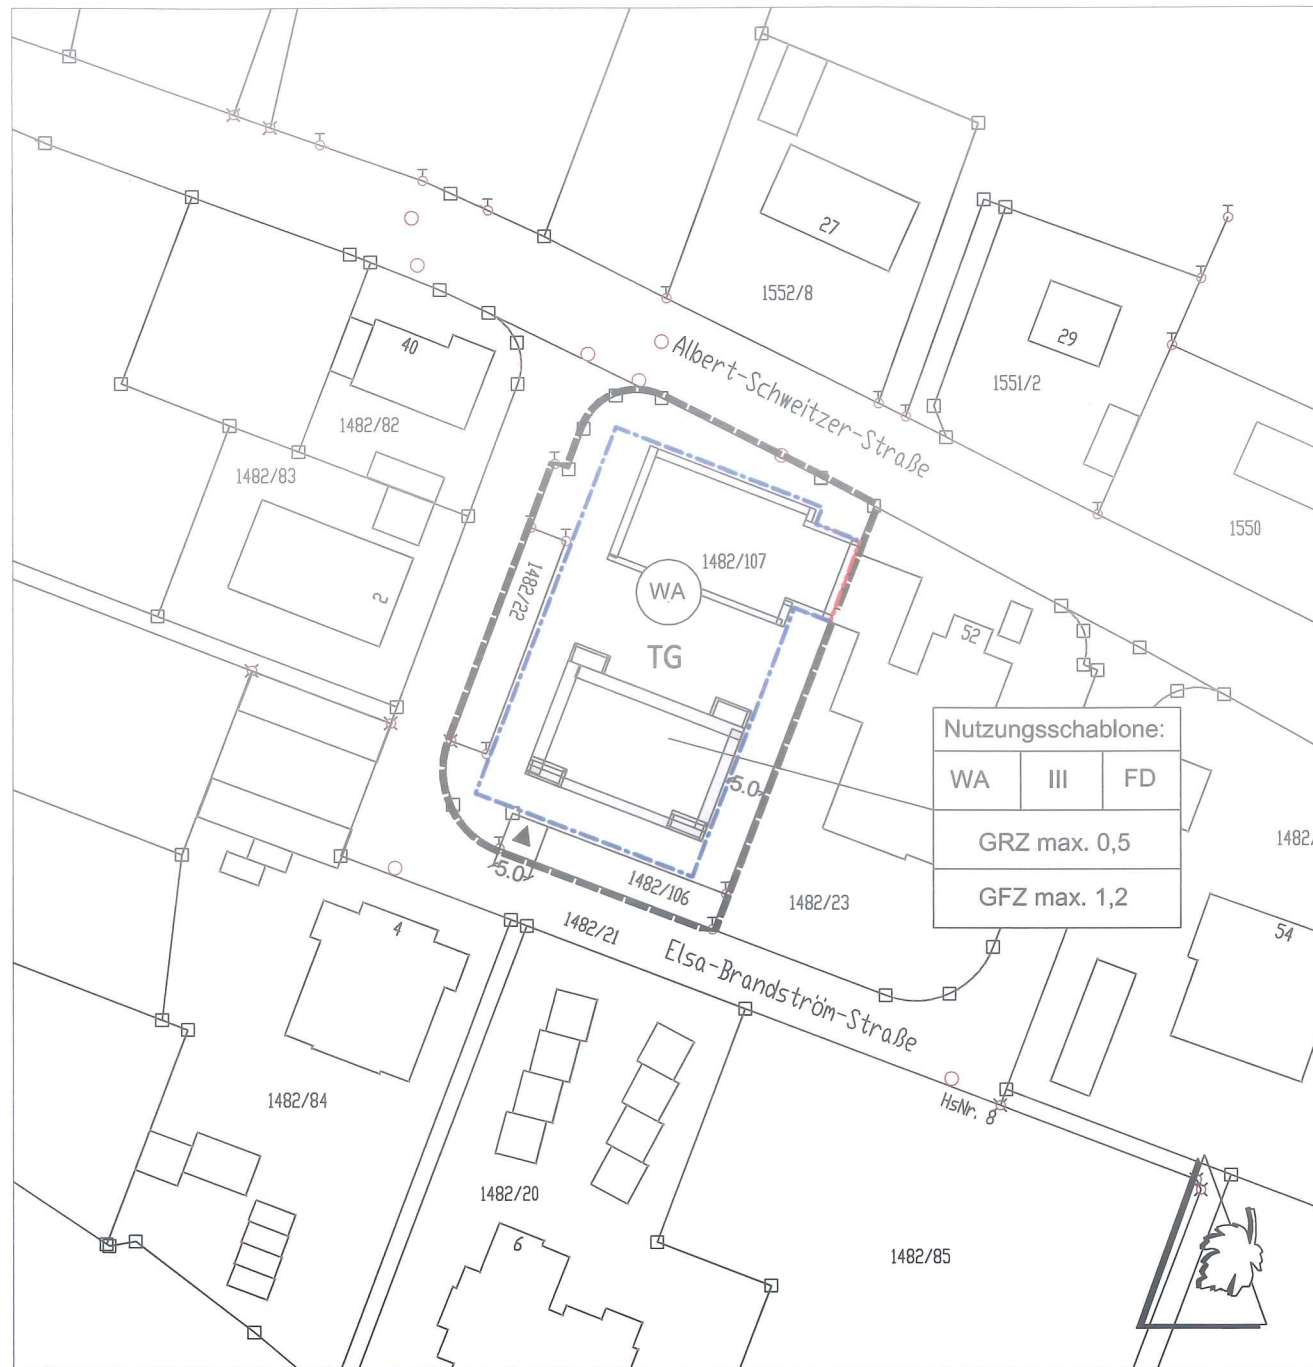 27
1552/8
29
1551/2
1550
Albert-Schweitzer-Straße
40
1482/82
1482/83
2
1482/22
1482/107
WA
TG
52
Nutzungsschablone:
WA III FD
GRZ max. 0,5
GFZ max. 1,2
5.0
5.0
1482/106
1482/23
1482/21
Elsa-Brandström-Straße
1482/
54
4
1482/84
HsNr. 8
1482/20
6
1482/85